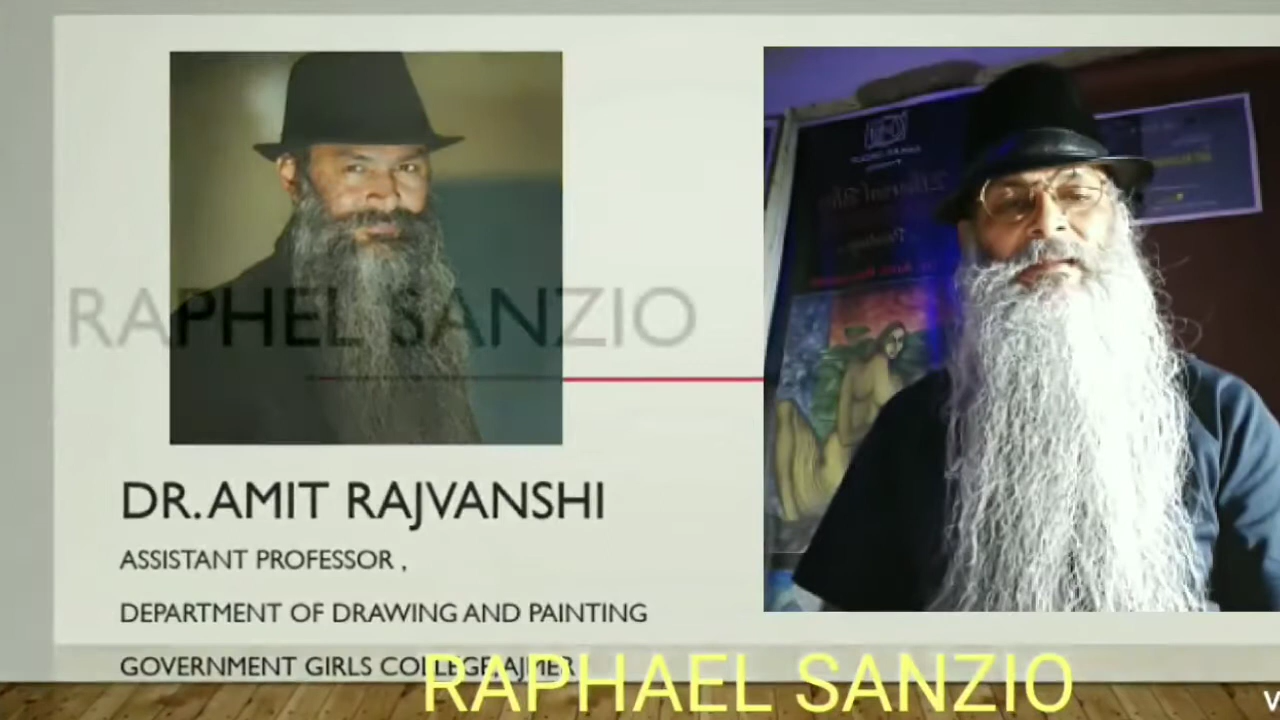 RAPHEL SANZIO
DR. AMIT RAJVANSHI
ASSISTANT PROFESSOR ,
DEPARTMENT OF DRAWING AND PAINTING
GOVERNMENT GIRLS COLLEGE, AJMER
RAPHAEL SANZIO
V